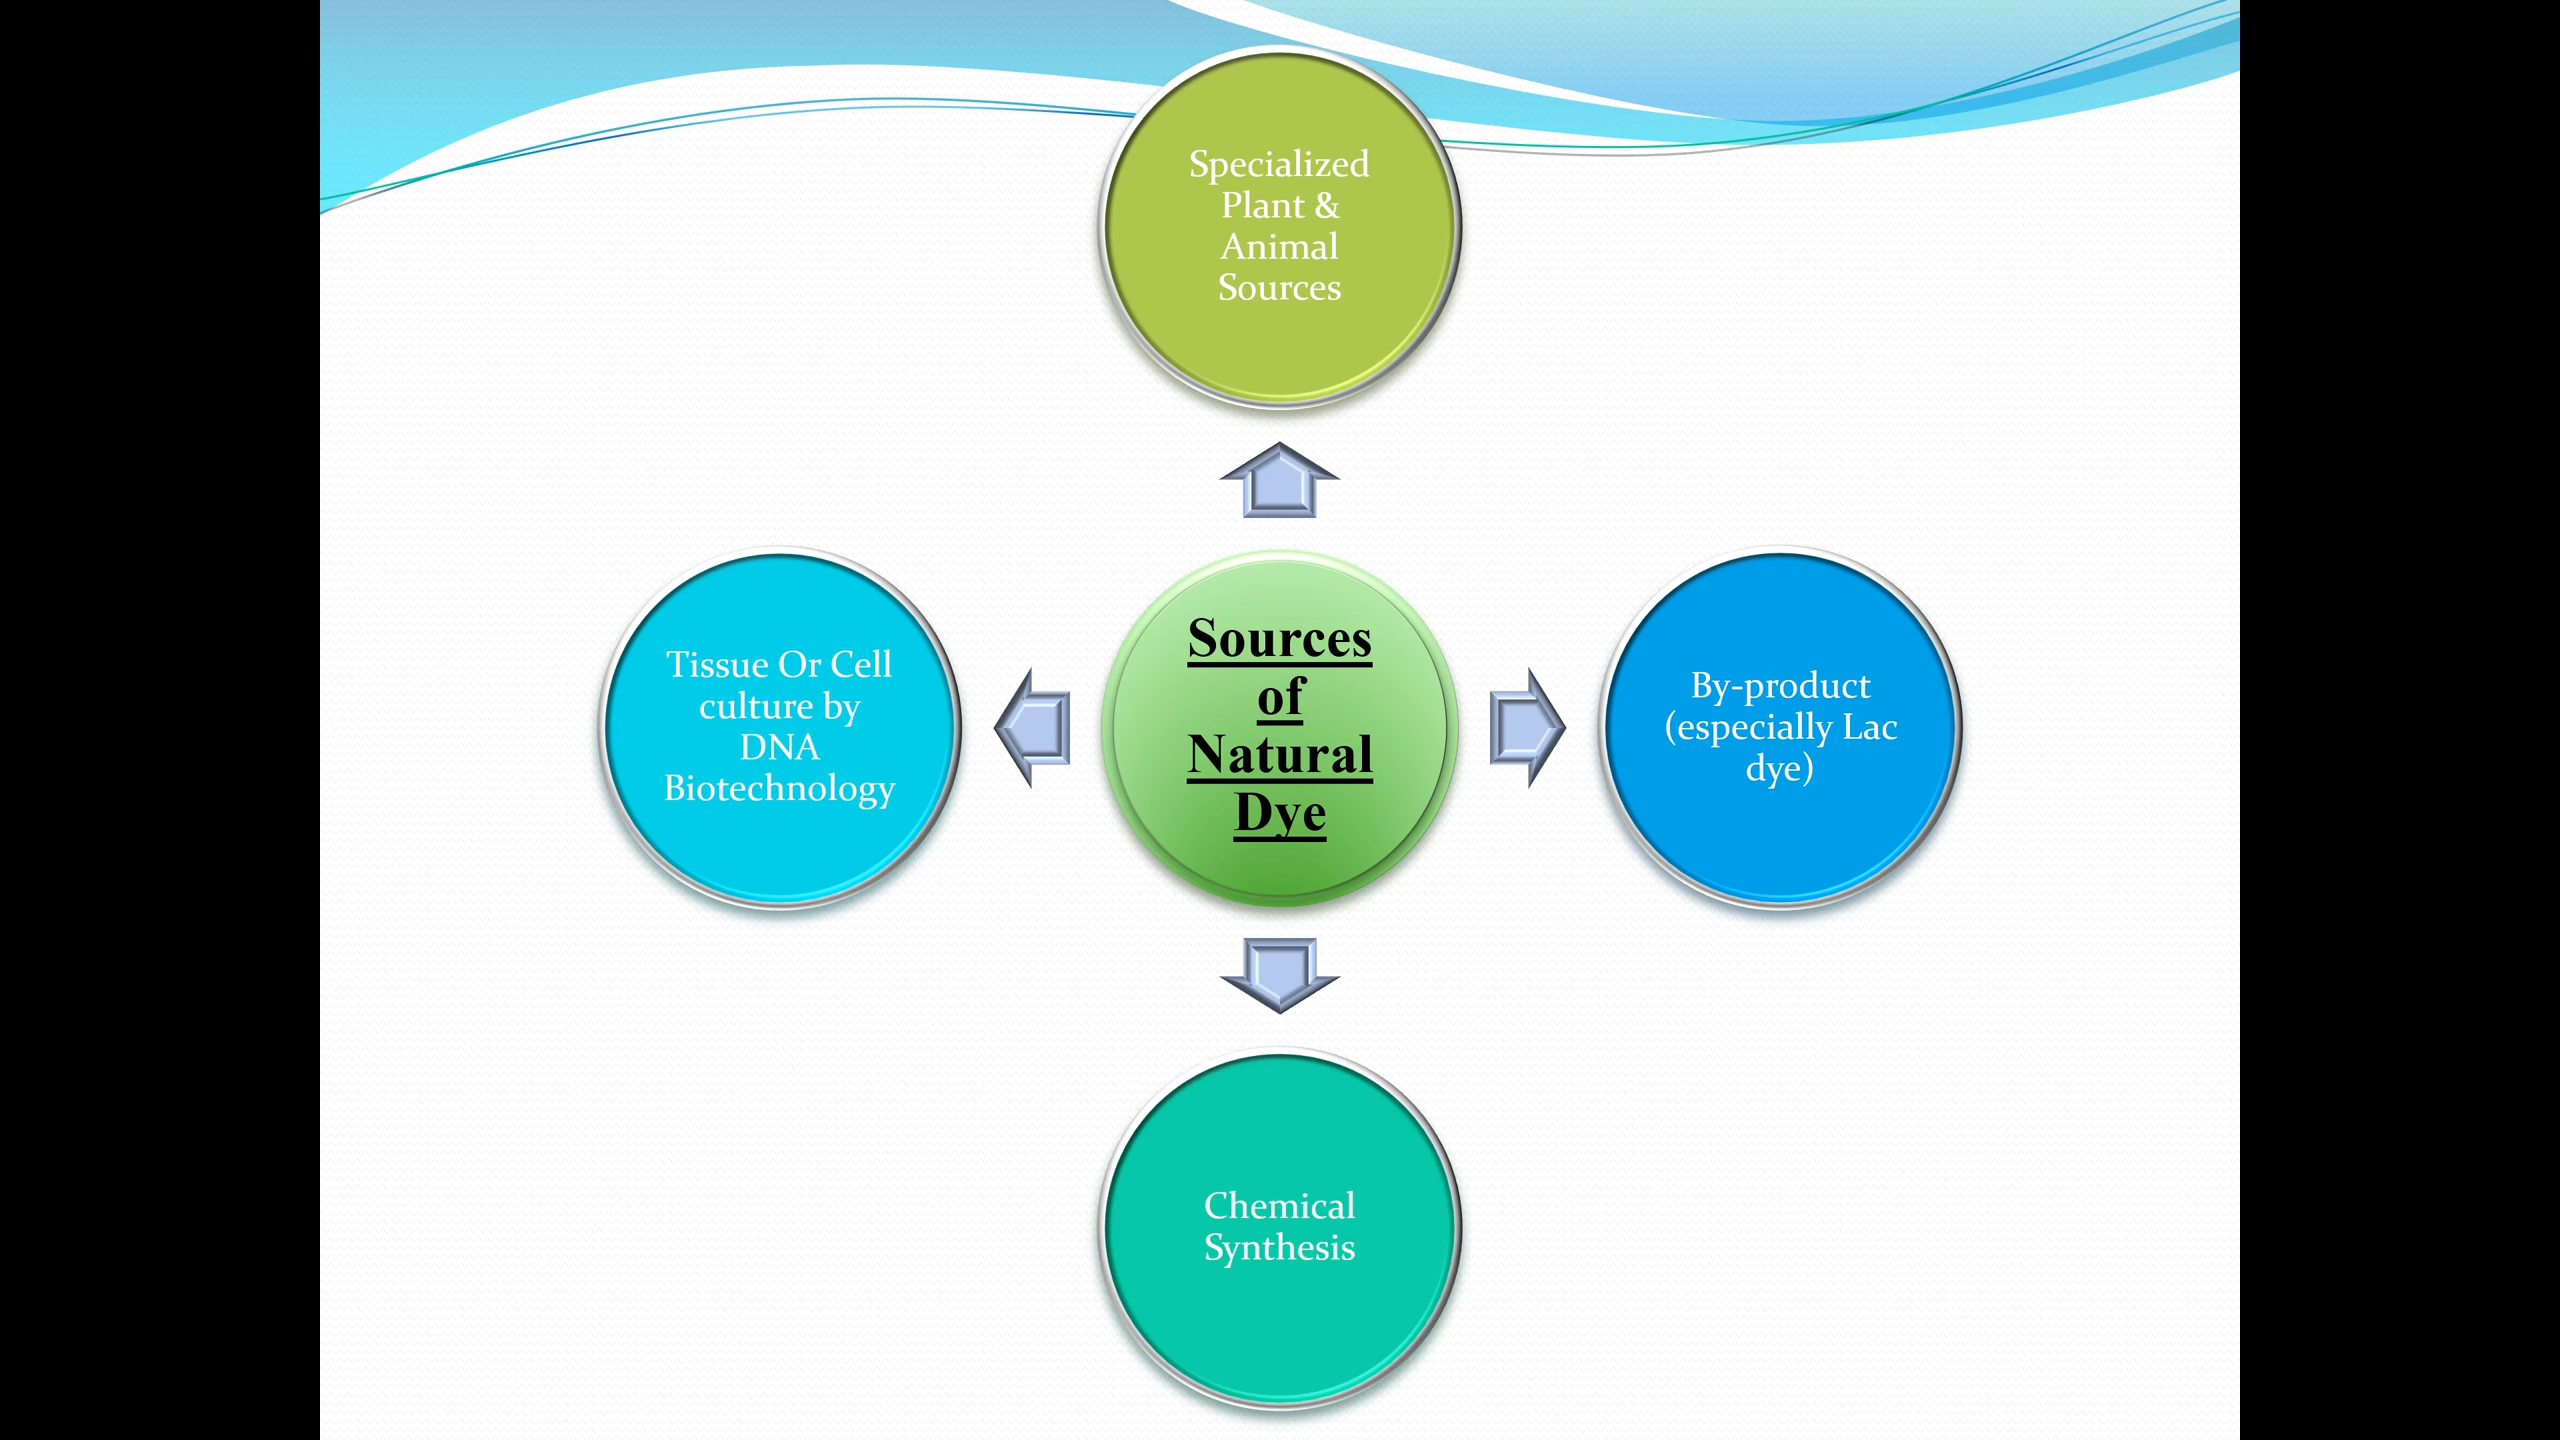 Specialized
Plant &
Animal
Sources
Tissue Or Cell
culture by
DNA
Biotechnology
Sources
of
Natural
Dye
By-product
(especially Lac
dye)
Chemical
Synthesis